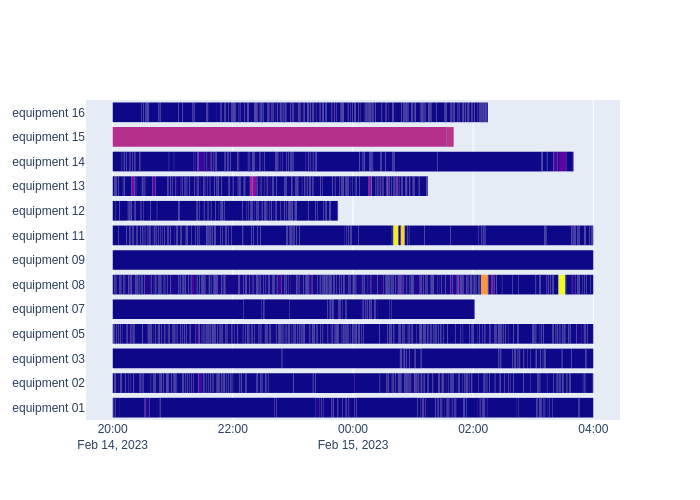 equipment 16
equipment 15
equipment 14
equipment 13
equipment 12
equipment 11
equipment 09
equipment 08
equipment 07
equipment 05
equipment 03
equipment 02
equipment 01
20:00 22:00 00:00 02:00 04:00
Feb 14, 2023 Feb 15, 2023